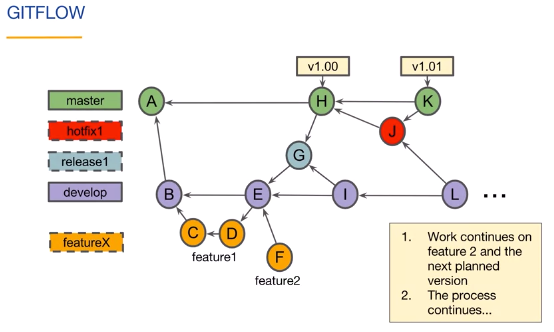 GITFLOW
v1.00
v1.01
master
A
H
K
hotfix1
J
release1
G
develop
B
E
I
L
...
featureX
C
D
feature1
F
feature2
1. Work continues on
feature 2 and the
next planned
version
2. The process
continues...